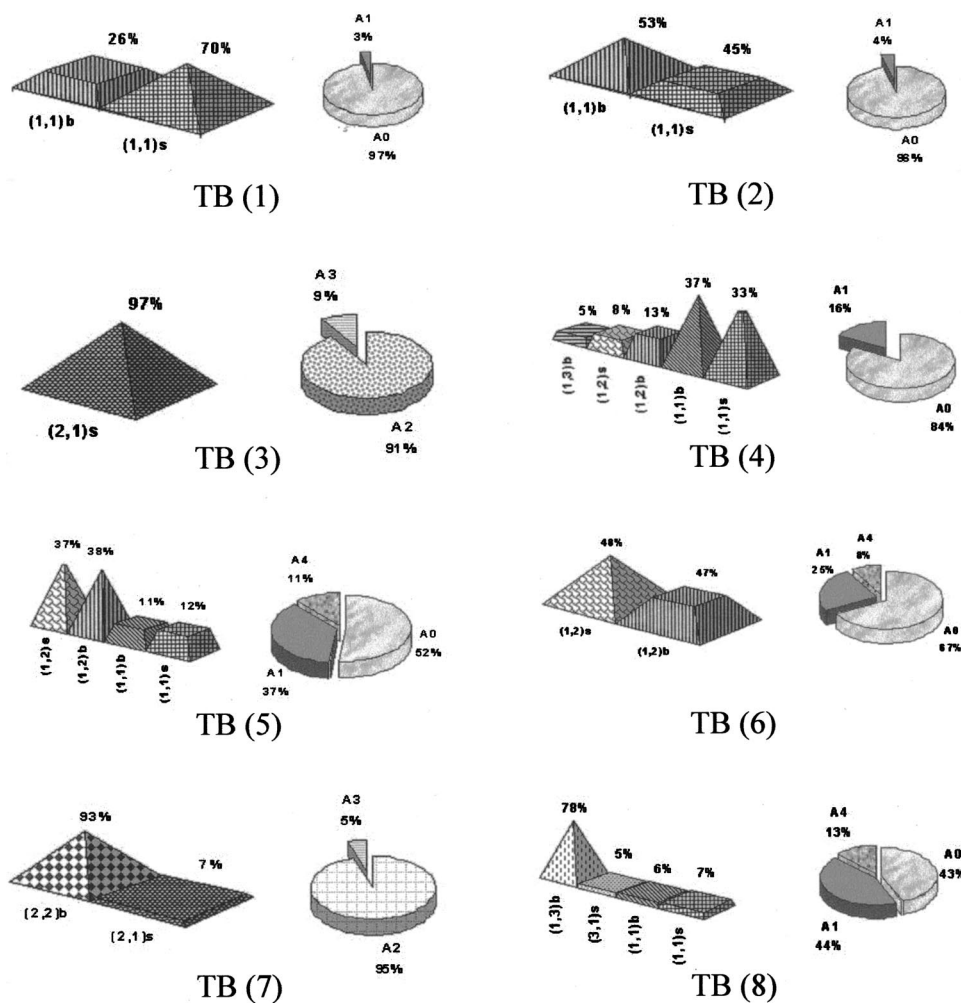 26%
70%
(1,1)b
(1,1)s
A1
3%
A0
97%
TB (1)
53%
45%
(1,1)b
(1,1)s
A1
4%
A0
96%
TB (2)
97%
(2,1)s
A3
9%
A2
91%
TB (3)
5%
8%
13%
37%
33%
(1,3)b
(1,2)s
(1,2)b
(1,1)b
(1,1)s
A1
16%
A0
84%
TB (4)
37%
38%
11%
12%
(1,2)s
(1,2)b
(1,1)b
(1,1)s
A4
11%
A0
52%
A1
37%
TB (5)
48%
47%
(1,2)s
(1,2)b
A4
8%
A1
25%
A0
67%
TB (6)
93%
7%
(2,2)b
(2,1)s
A3
5%
A2
95%
TB (7)
78%
5%
6%
7%
(1,3)b
(3,1)s
(1,1)b
(1,1)s
A4
13%
A0
43%
A1
44%
TB (8)